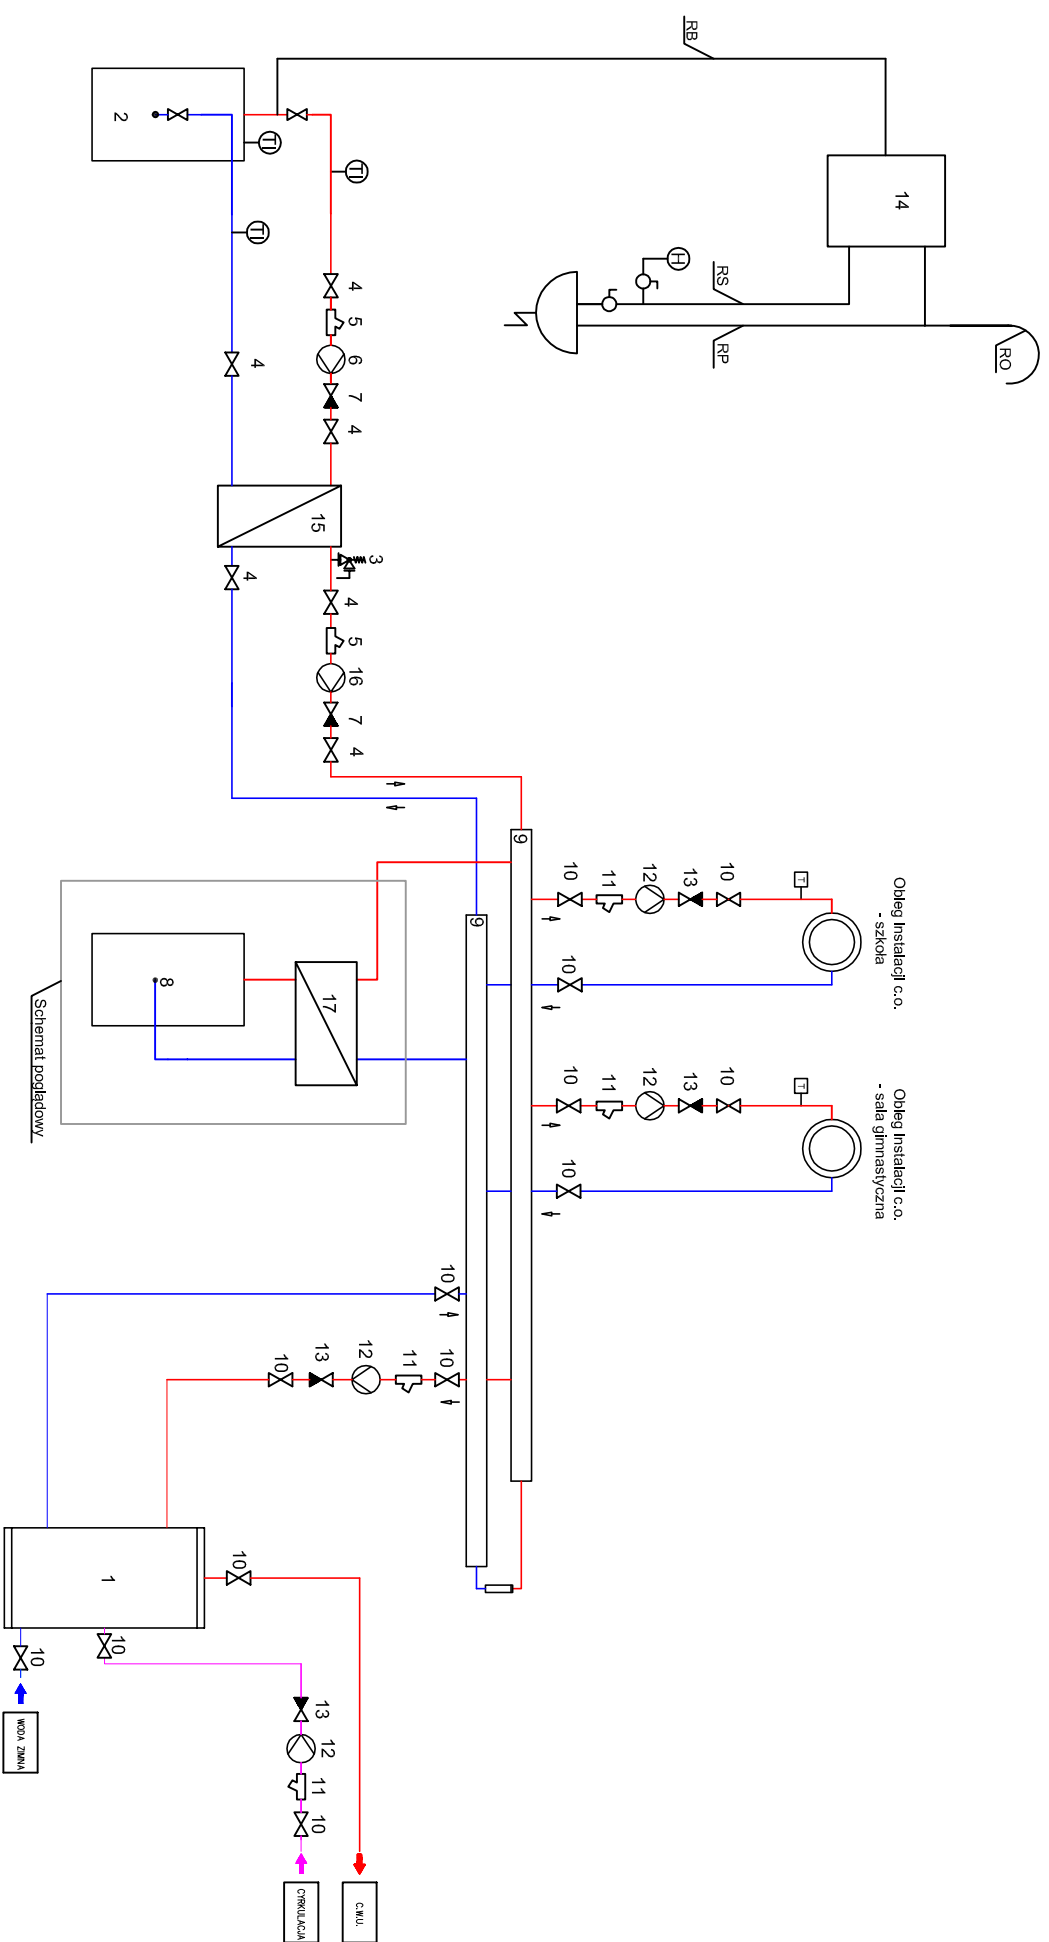 RO
14
Obieg Instalacji c.o.
- szkoła
Obieg Instalacji c.o.
- sala gimnastyczna
T
T
RB
RS
RP
H
10
10
13
13
12
12
11
11
10
10
10
10
9
9
TI
4
5
6
7
4
3
4
5
16
7
4
15
TI
TI
4
4
2
10
10
11
12
13
10
17
8
Schemat poglądowy
10
1
10
10
13
12
11
10
C.W.U.
CYRKULACJA
WODA ZIMNA